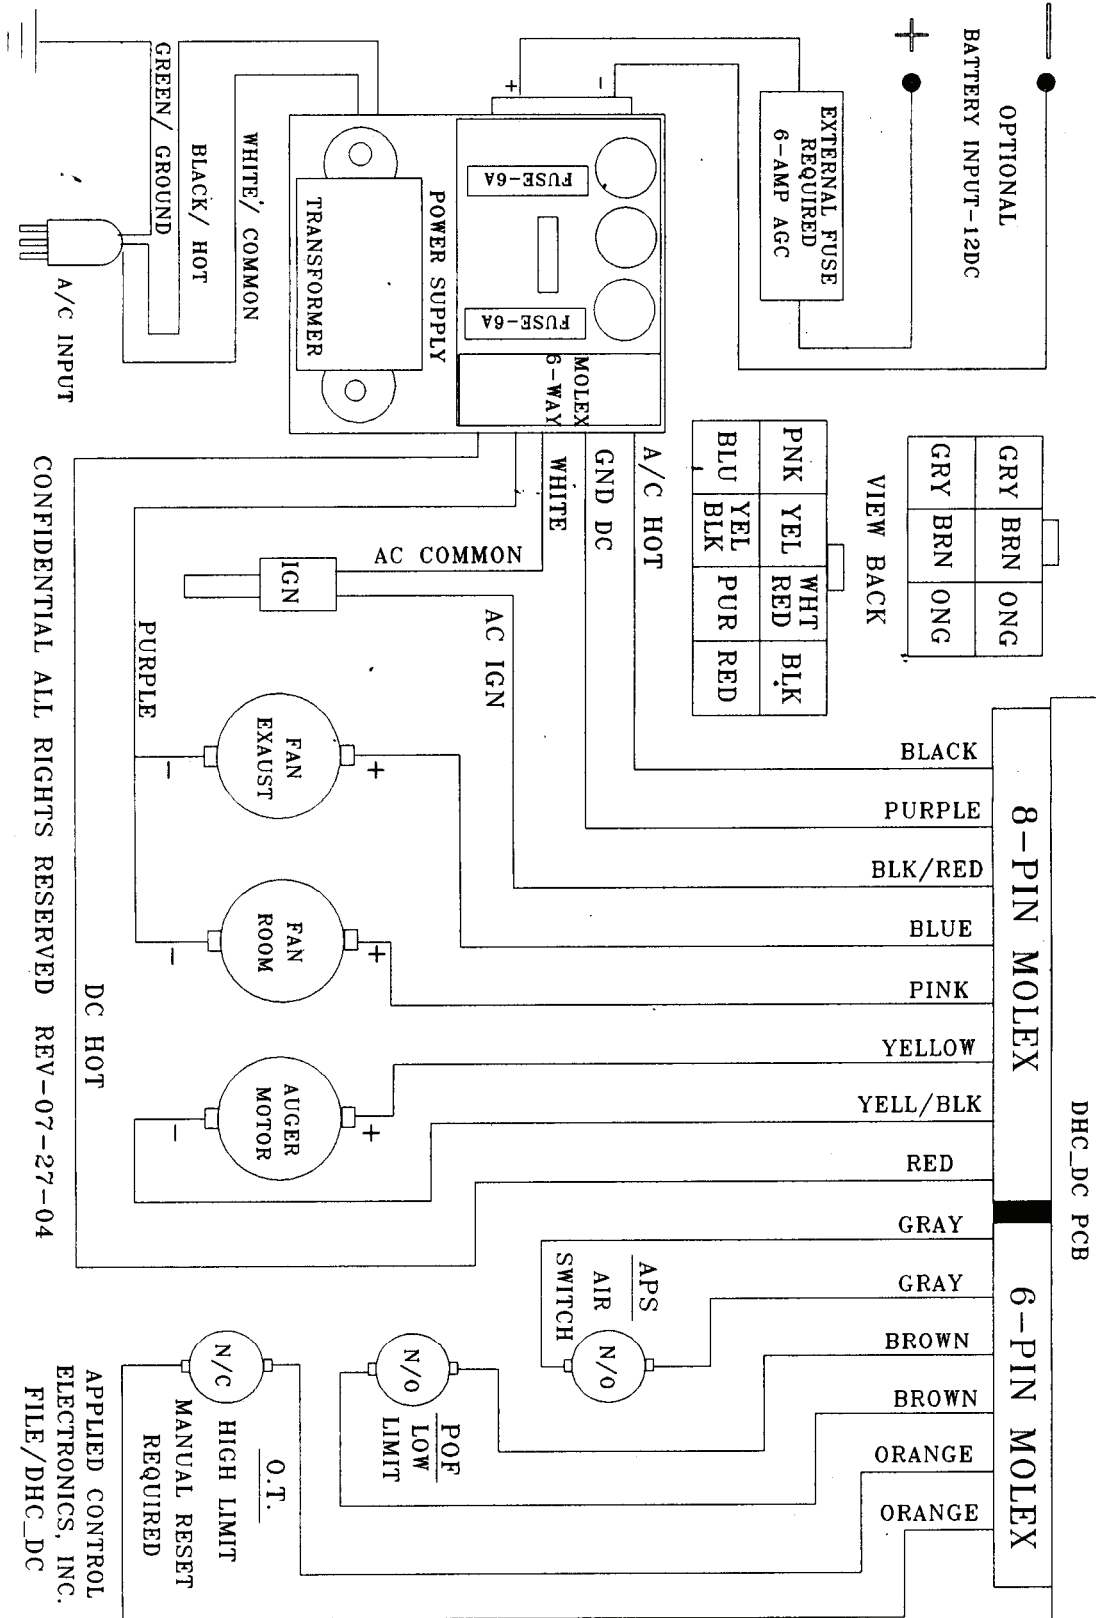 OPTIONAL
BATTERY INPUT-12DC
−
+
EXTERNAL FUSE
REQUIRED
6-AMP AGC
+
-
FUSE-6A
FUSE-6A
MOLEX
6-WAY
POWER SUPPLY
TRANSFORMER
WHITE/ COMMON
BLACK/ HOT
GREEN/ GROUND
A/C INPUT
GRY BRN ONG
GRY BRN ONG
VIEW BACK
PNK
YEL
WHT
RED
BLK
BLU
YEL
BLK
PUR
RED
A/C HOT
GND DC
WHITE
AC COMMON
IGN
AC IGN
PURPLE
FAN
EXAUST
+
-
FAN
ROOM
+
-
AUGER
MOTOR
+
-
DC HOT
DHC_DC PCB
8-PIN MOLEX
BLACK
PURPLE
BLK/RED
BLUE
PINK
YELLOW
YELL/BLK
RED
6-PIN MOLEX
GRAY
GRAY
BROWN
BROWN
ORANGE
ORANGE
APS
AIR
SWITCH
N/O
POF
LOW
LIMIT
N/O
O.T.
HIGH LIMIT
MANUAL RESET
REQUIRED
N/C
CONFIDENTIAL ALL RIGHTS RESERVED REV-07-27-04
APPLIED CONTROL
ELECTRONICS, INC.
FILE/DHC_DC